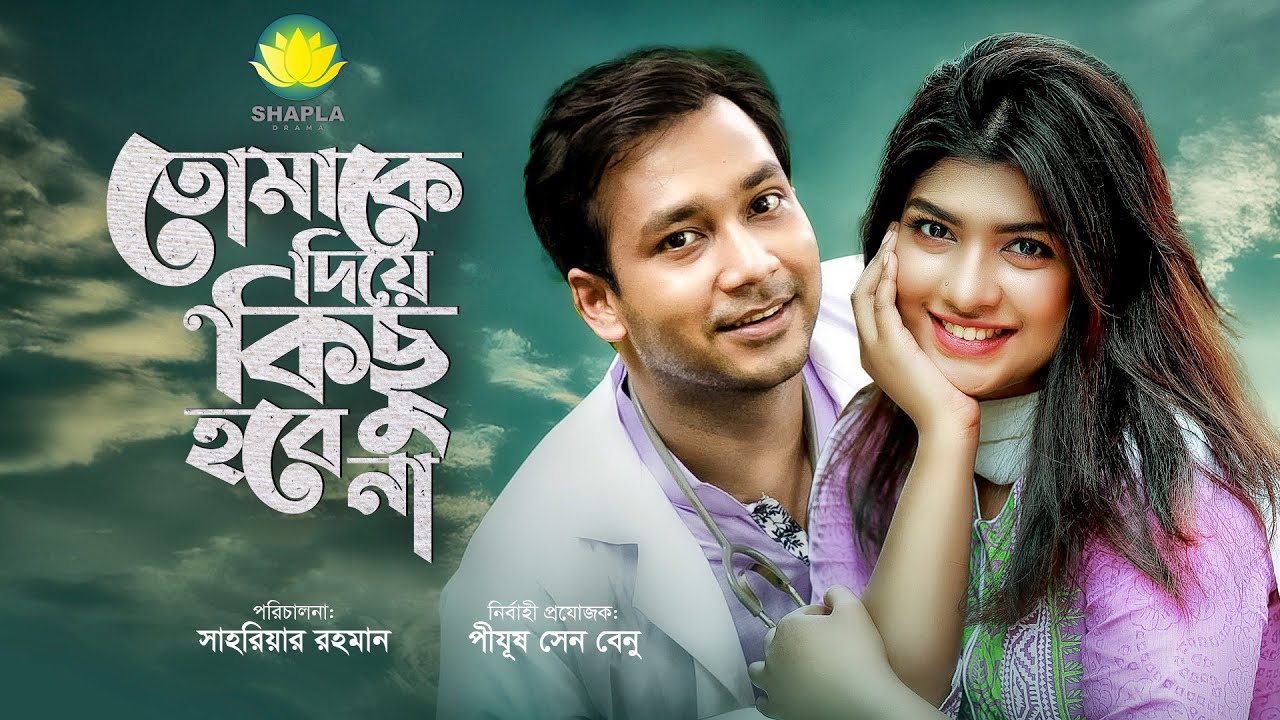 SHAPLA
DRAMA
তোমাকে
দিয়ে
কিছু
হবে
না
পরিচালনা:
সাহরিয়ার রহমান
নির্বাহী প্রযোজক:
পীযূষ সেন বেনু